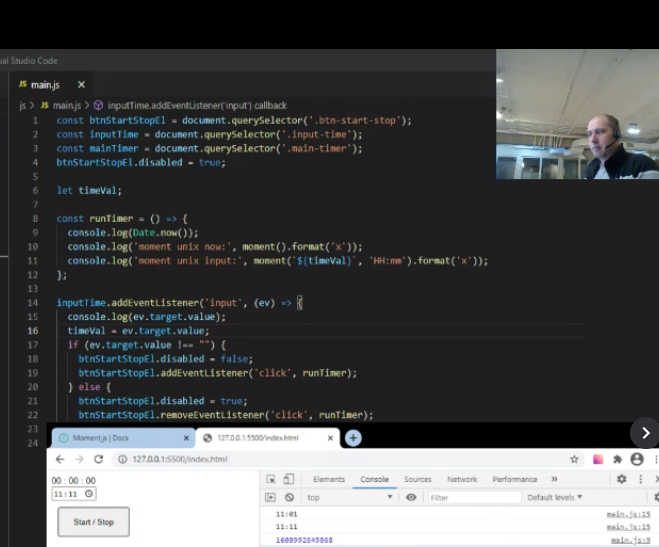 ual Studio Code
JS main.js ×
js > JS main.js > inputTime.addEventListener('input') callback
1 const btnStartStopEl = document.querySelector('.btn-start-stop');
2 const inputTime = document.querySelector('.input-time');
3 const mainTimer = document.querySelector('.main-timer');
4 btnStartStopEl.disabled = true;
5
6 let timeVal;
7
8 const runTimer = () => {
9 console.log(Date.now());
10 console.log('moment unix now:', moment().format('x'));
11 console.log('moment unix input:', moment(`${timeVal}`, 'HH:mm').format('x'));
12 };
13
14 inputTime.addEventListener('input', (ev) => {
15 console.log(ev.target.value);
16 timeVal = ev.target.value;
17 if (ev.target.value !== "") {
18 btnStartStopEl.disabled = false;
19 btnStartStopEl.addEventListener('click', runTimer);
20 } else {
21 btnStartStopEl.disabled = true;
22 btnStartStopEl.removeEventListener('click', runTimer);
23
24
Moment.js | Docs × 127.0.0.1:5500/index.html × +
127.0.0.1:5500/index.html
00 : 00 : 00
11:11
Start / Stop
Elements Console Sources Network Performance »
top Filter Default levels ▼
11:01 main.js:15
11:11 main.js:15
1608992645868 main.js:9